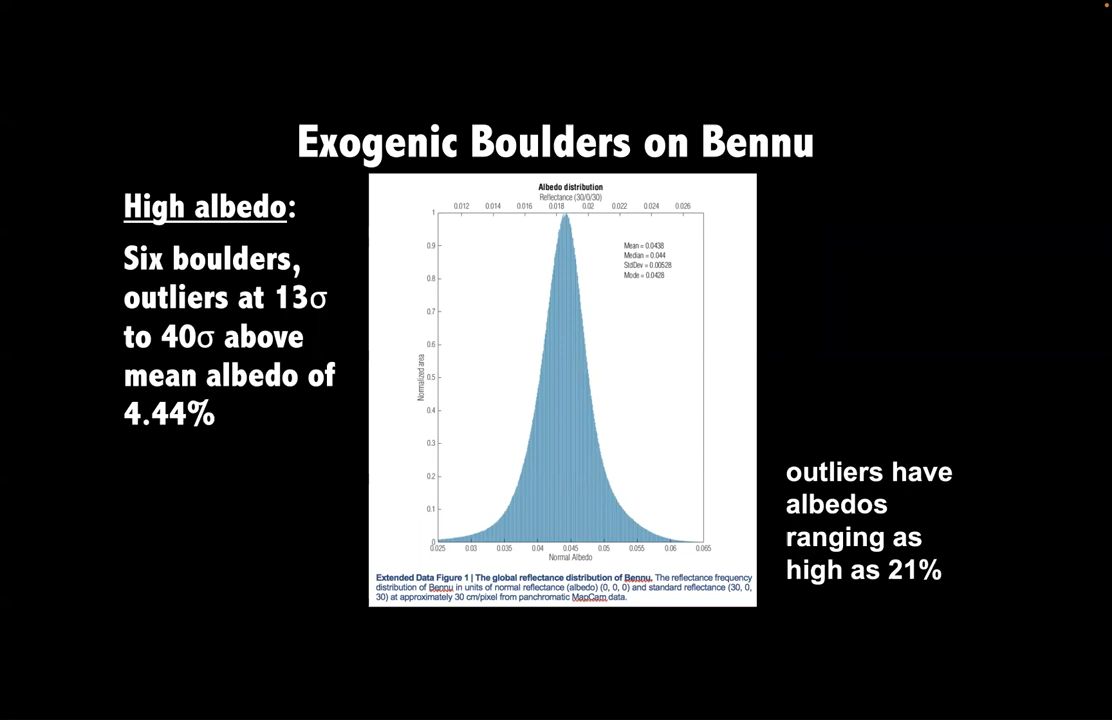 Exogenic Boulders on Bennu
High albedo:
Six boulders,
outliers at 13σ
to 40σ above
mean albedo of
4.44%
Albedo distribution
Reflectance (30/0/30)
0.012 0.014 0.016 0.018 0.02 0.022 0.024 0.026
1
0.9
0.8
0.7
0.6
0.5
0.4
0.3
0.2
0.1
0
Normalized area
Mean = 0.0438
Median = 0.044
StdDev = 0.00528
Mode = 0.0428
0.025 0.03 0.035 0.04 0.045 0.05 0.055 0.06 0.065
Normal Albedo
Extended Data Figure 1 | The global reflectance distribution of Bennu. The reflectance frequency
distribution of Bennu in units of normal reflectance (albedo) (0, 0, 0) and standard reflectance (30, 0,
30) at approximately 30 cm/pixel from panchromatic MapCam data.
outliers have
albedos
ranging as
high as 21%